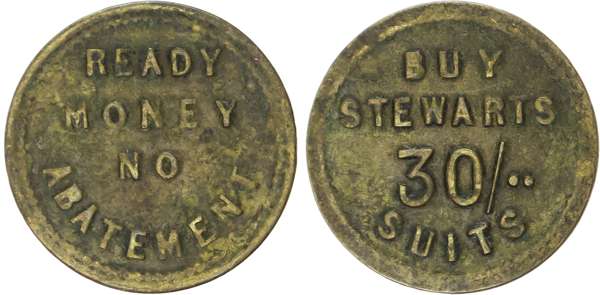 READY
MONEY
NO
ABATEMENT
BUY
STEWARTS
30/..
SUITS